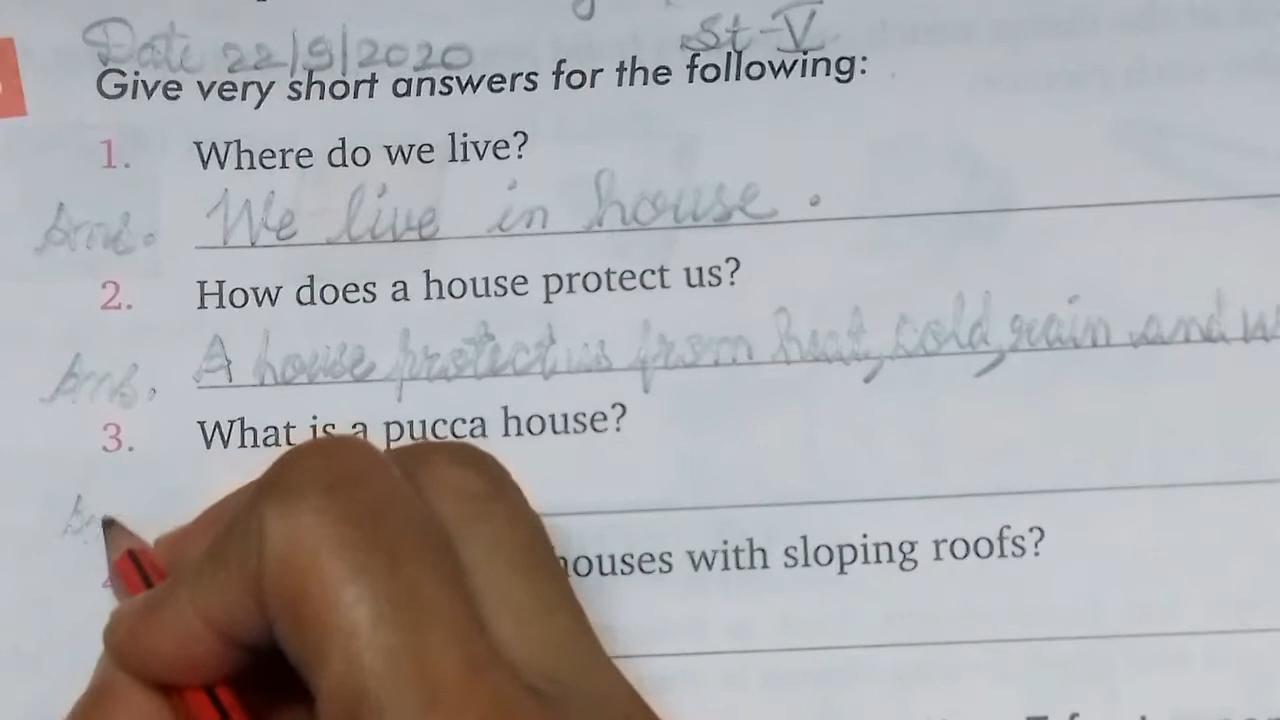 Date 22/9/2020 St-V
Give very short answers for the following:
1. Where do we live?
Ans. We live in house.
2. How does a house protect us?
Ans. A house protect us from heat, cold, rain and
3. What is a pucca house?
houses with sloping roofs?